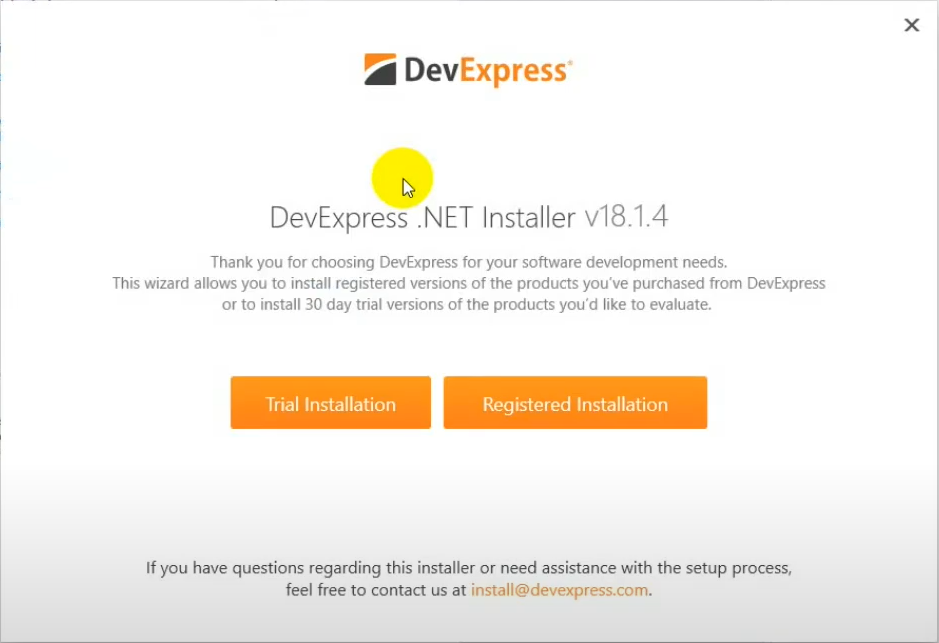 DevExpress®
DevExpress .NET Installer v18.1.4
Thank you for choosing DevExpress for your software development needs.
This wizard allows you to install registered versions of the products you've purchased from DevExpress
or to install 30 day trial versions of the products you'd like to evaluate.
Trial Installation
Registered Installation
If you have questions regarding this installer or need assistance with the setup process,
feel free to contact us at install@devexpress.com.